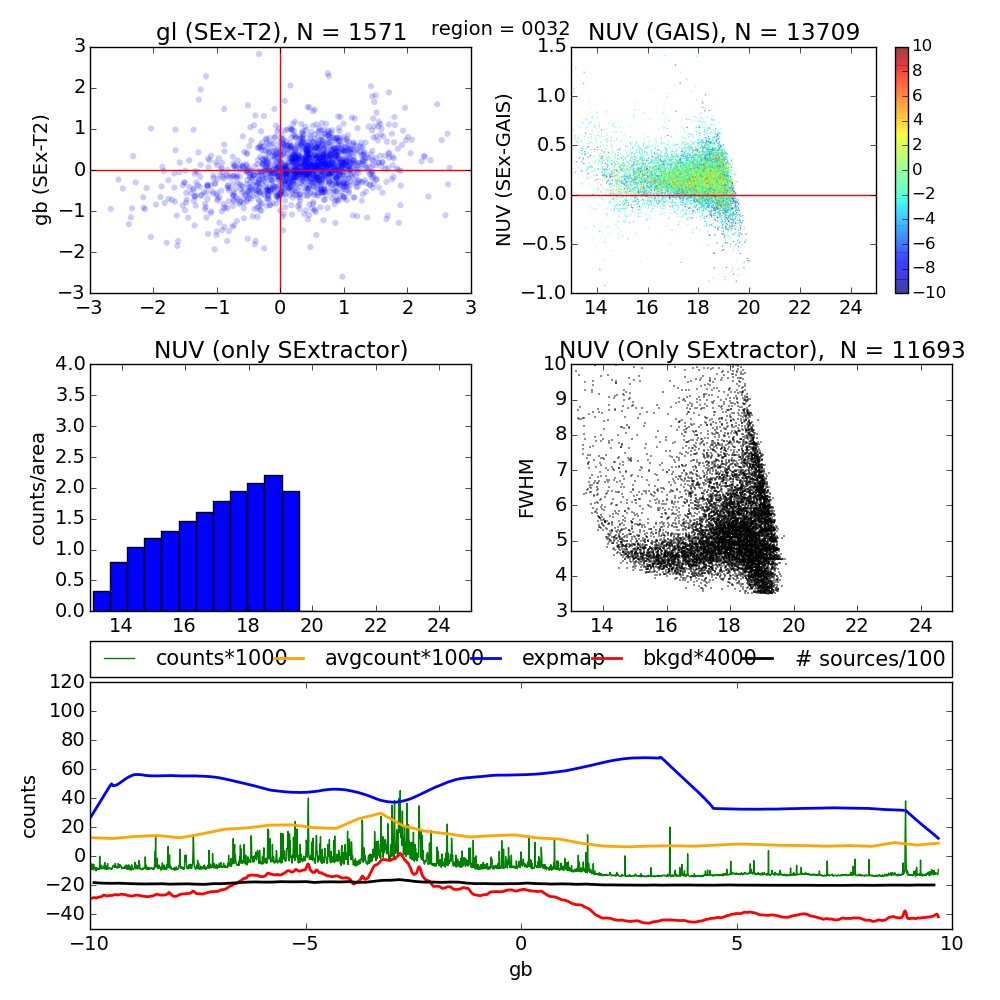 region = 0032
gl (SEx-T2), N = 1571
3
2
1
0
−1
−2
−3
gb (SEx-T2)
−3 −2 −1 0 1 2 3
NUV (GAIS), N = 13709
1.5
1.0
0.5
0.0
−0.5
−1.0
NUV (SEx-GAIS)
14 16 18 20 22 24
10
8
6
4
2
0
−2
−4
−6
−8
−10
NUV (only SExtractor)
4.0
3.5
3.0
2.5
2.0
1.5
1.0
0.5
0.0
counts/area
14 16 18 20 22 24
NUV (Only SExtractor), N = 11693
10
9
8
7
6
5
4
3
FWHM
14 16 18 20 22 24
counts*1000 avgcount*1000 expmap bkgd*4000 # sources/100
120
100
80
60
40
20
0
−20
−40
counts
−10 −5 0 5 10
gb